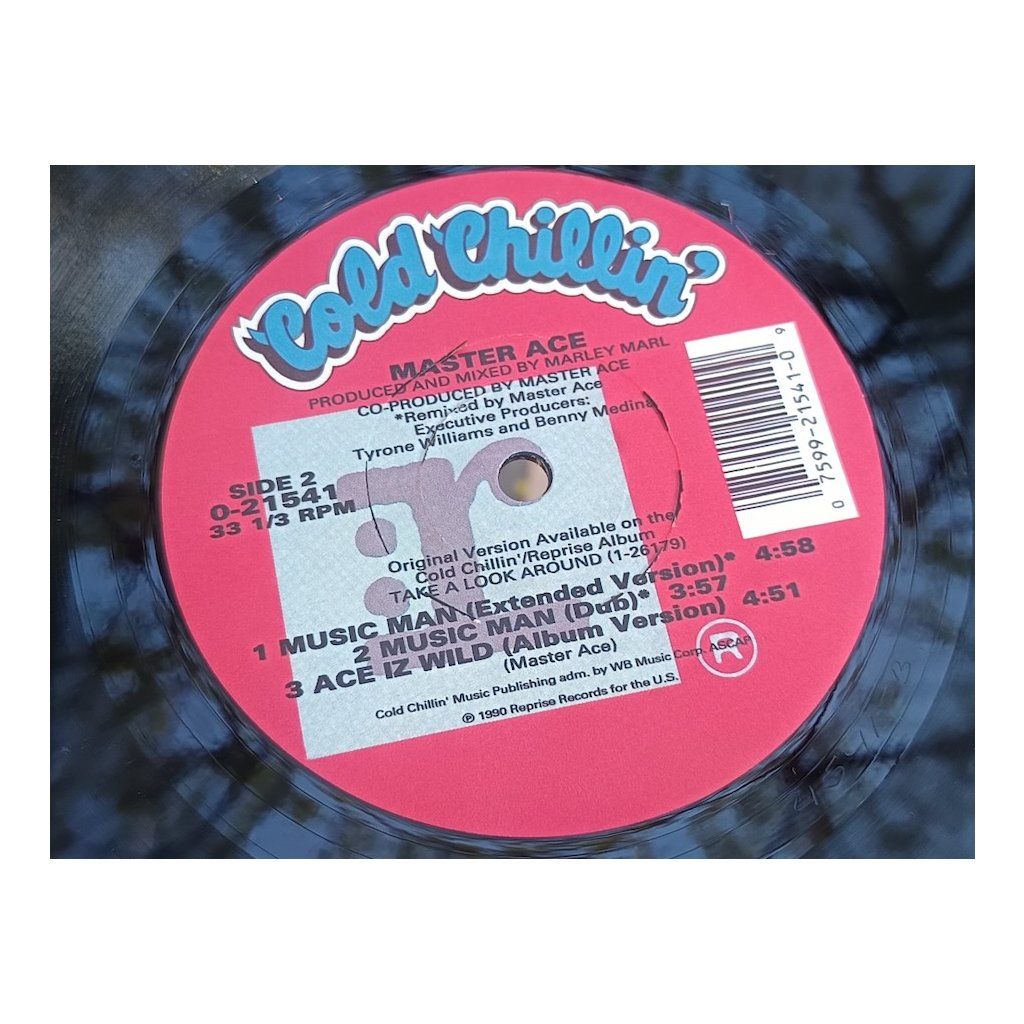 'Cold Chillin'
MASTER ACE
PRODUCED AND MIXED BY MARLEY MARL
CO-PRODUCED BY MASTER ACE
*Remixed by Master Ace
Executive Producers:
Tyrone Williams and Benny Medina
SIDE 2
0-21541
33 1/3 RPM
0 7599-21541-0 9
Original Version Available on the
Cold Chillin'/Reprise Album
TAKE A LOOK AROUND (1-26179)
1 MUSIC MAN (Extended Version)* 4:58
2 MUSIC MAN (Dub)* 3:57
3 ACE IZ WILD (Album Version) 4:51
(Master Ace)
Cold Chillin' Music Publishing adm. by WB Music Corp. ASCAP
℗ 1990 Reprise Records for the U.S.
R